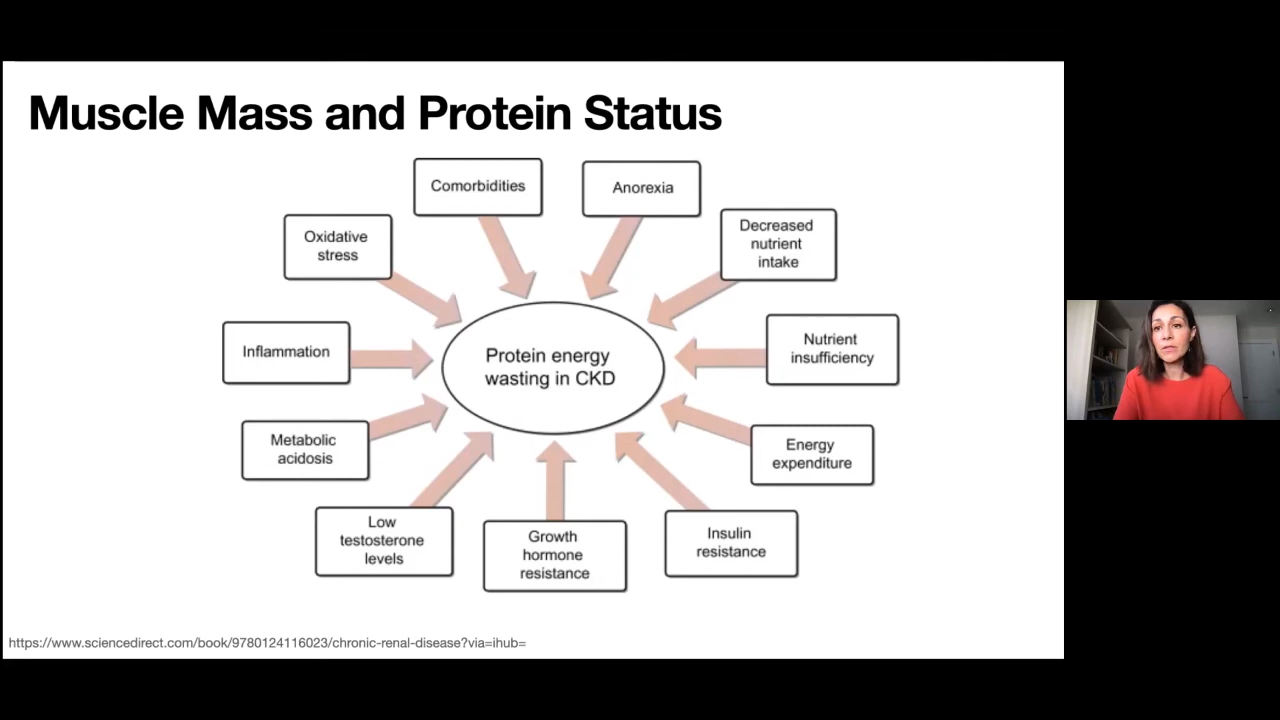 Muscle Mass and Protein Status
Comorbidities
Anorexia
Oxidative
stress
Decreased
nutrient
intake
Inflammation
Protein energy
wasting in CKD
Nutrient
insufficiency
Metabolic
acidosis
Energy
expenditure
Low
testosterone
levels
Growth
hormone
resistance
Insulin
resistance
https://www.sciencedirect.com/book/9780124116023/chronic-renal-disease?via=ihub=